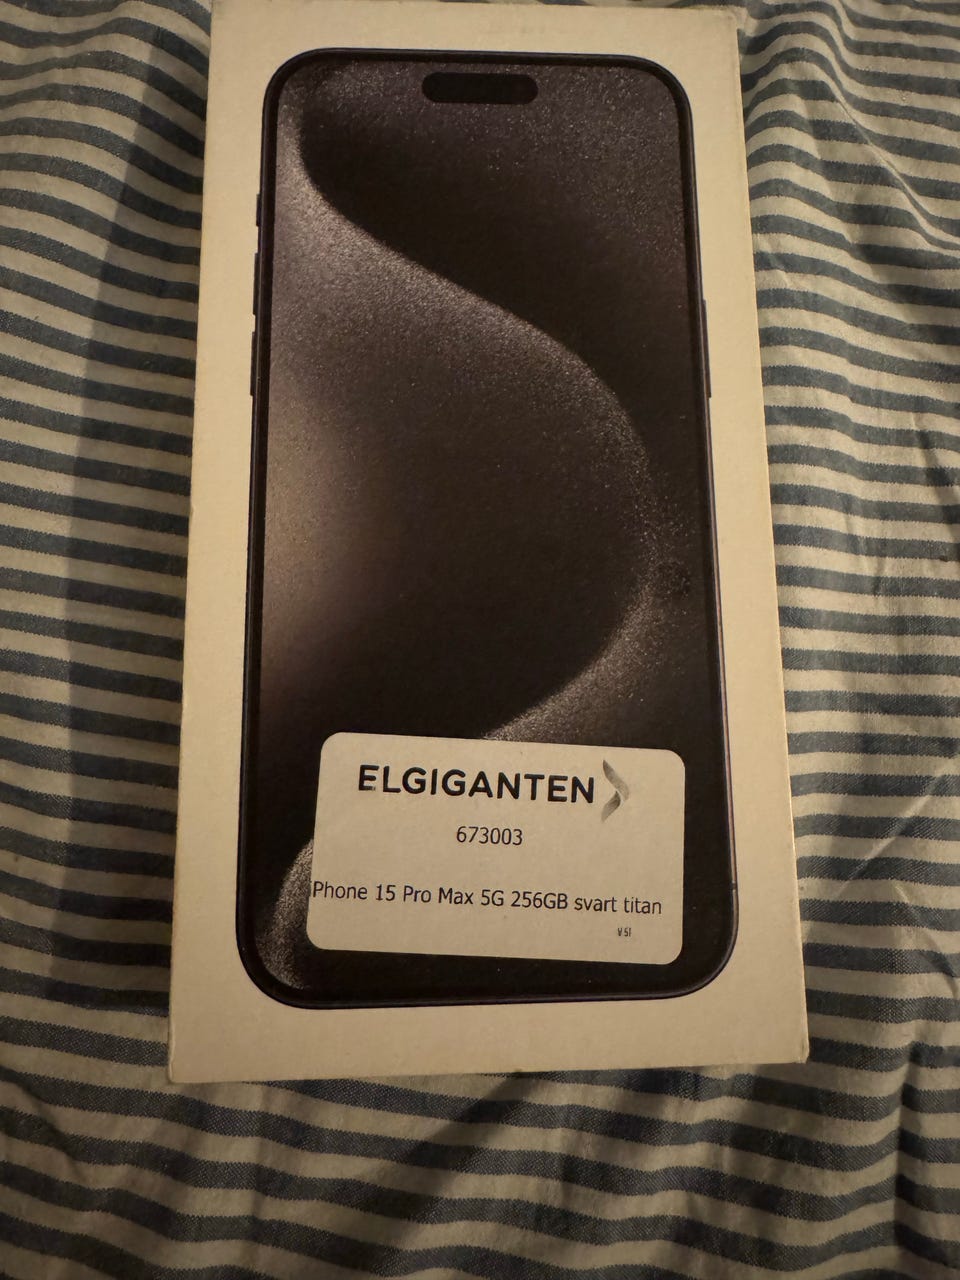 ELGIGANTEN
673003
Phone 15 Pro Max 5G 256GB svart titan